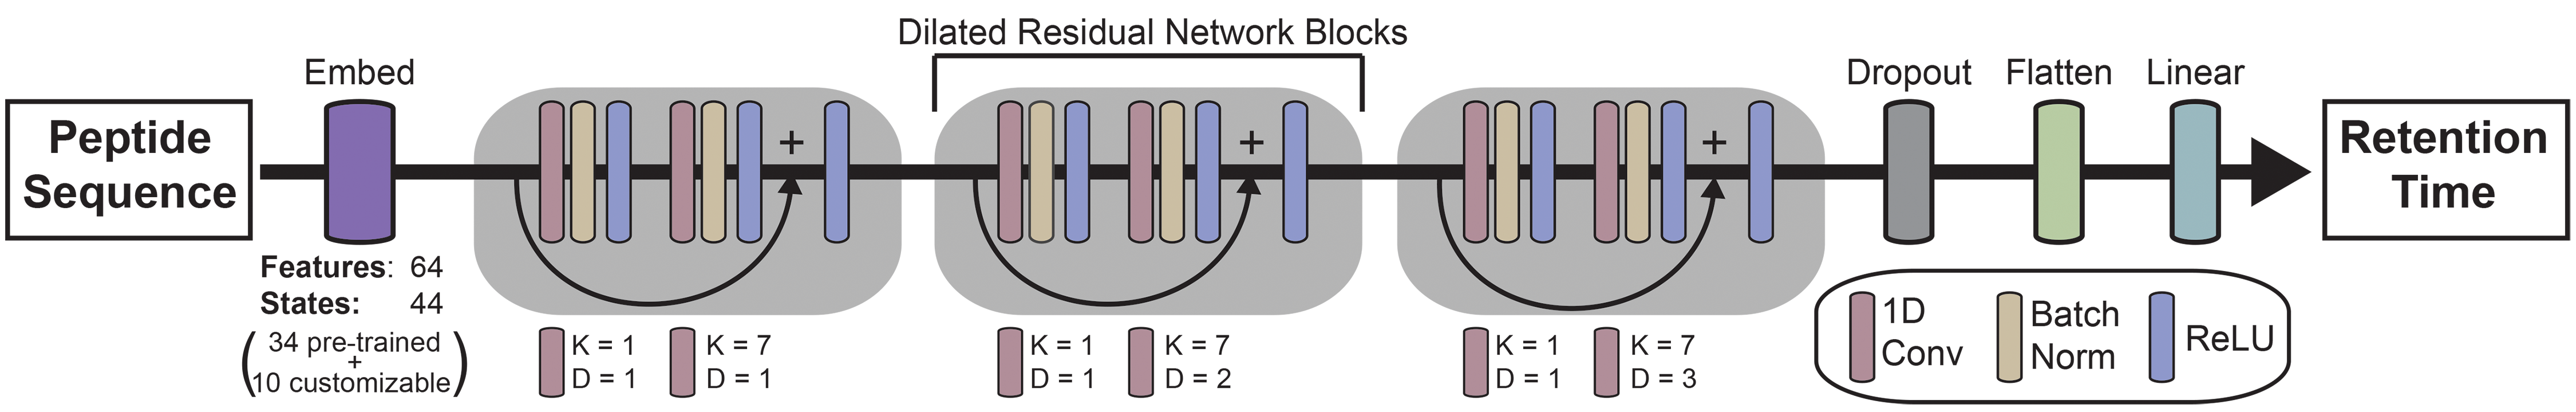 Dilated Residual Network Blocks
Peptide
Sequence
Embed
Features: 64
States: 44
(34 pre-trained
+
10 customizable)
+
K = 1
D = 1
K = 7
D = 1
+
K = 1
D = 1
K = 7
D = 2
+
K = 1
D = 1
K = 7
D = 3
Dropout
Flatten
Linear
Retention
Time
1D
Conv
Batch
Norm
ReLU